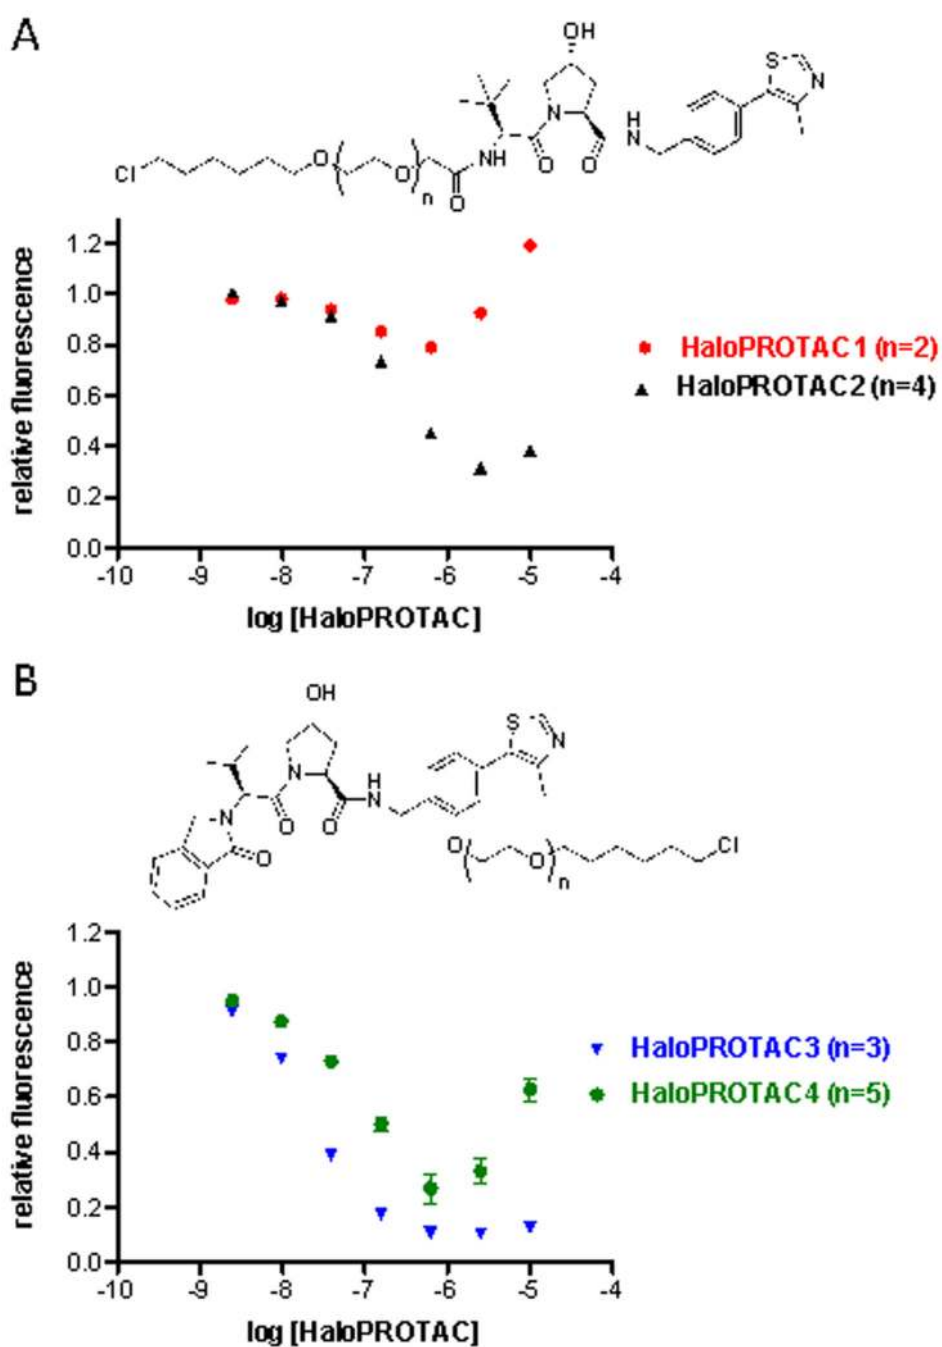 A
OH
S
N
N
H
N
O
O
Cl
O
O
n
O
NH
relative fluorescence
1.2
1.0
0.8
0.6
0.4
0.2
0.0
-10 -9 -8 -7 -6 -5 -4
log [HaloPROTAC]
HaloPROTAC1 (n=2)
HaloPROTAC2 (n=4)
B
OH
S
N
N
H
N
O
O
N
O
O
O
n
Cl
relative fluorescence
1.2
1.0
0.8
0.6
0.4
0.2
0.0
-10 -9 -8 -7 -6 -5 -4
log [HaloPROTAC]
HaloPROTAC3 (n=3)
HaloPROTAC4 (n=5)